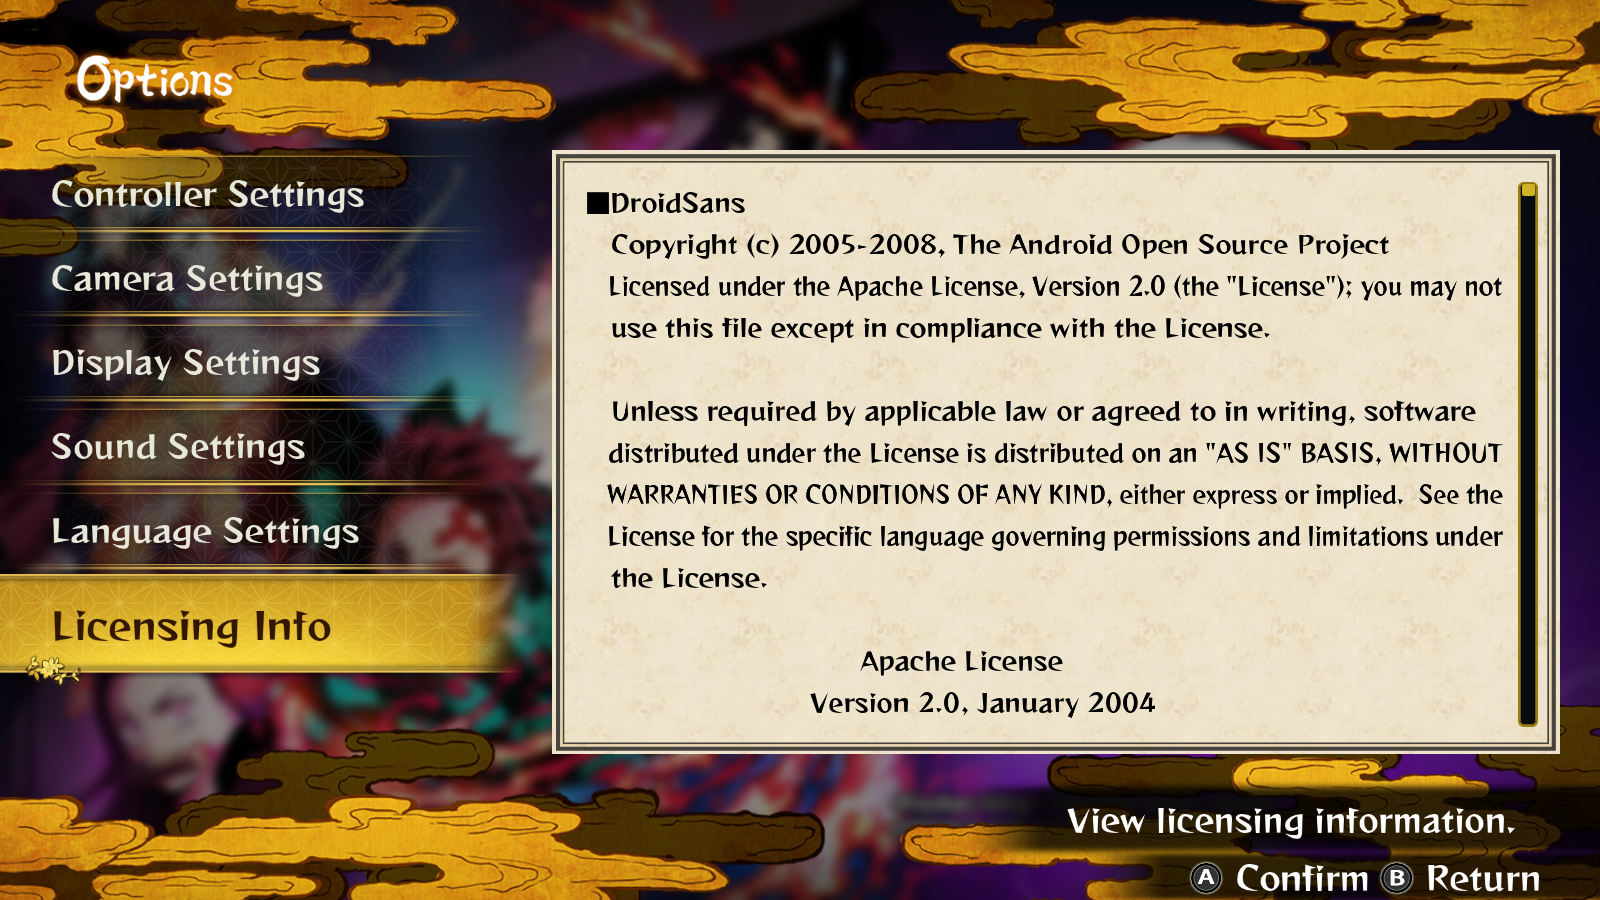 Options
Controller Settings
Camera Settings
Display Settings
Sound Settings
Language Settings
Licensing Info
■DroidSans
Copyright (c) 2005-2008, The Android Open Source Project
Licensed under the Apache License, Version 2.0 (the "License"); you may not
use this file except in compliance with the License.
Unless required by applicable law or agreed to in writing, software
distributed under the License is distributed on an "AS IS" BASIS, WITHOUT
WARRANTIES OR CONDITIONS OF ANY KIND, either express or implied.  See the
License for the specific language governing permissions and limitations under
the License.
Apache License
Version 2.0, January 2004
View licensing information.
A Confirm B Return